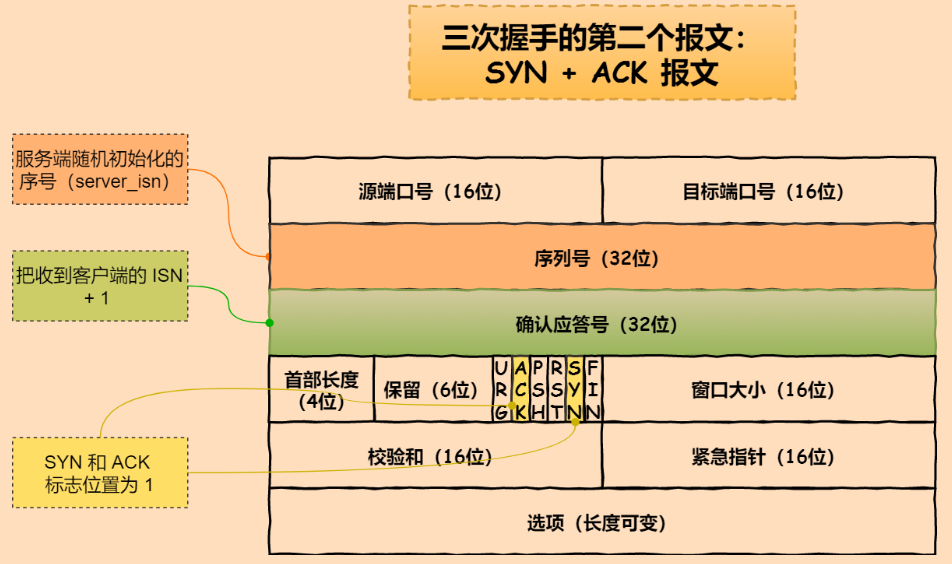 三次握手的第二个报文：
SYN + ACK 报文
服务端随机初始化的
序号（server_isn）
源端口号（16位）
目标端口号（16位）
序列号（32位）
把收到客户端的 ISN
+ 1
确认应答号（32位）
首部长度
（4位）
保留（6位）
URG
ACK
PSH
RST
SYN
FIN
窗口大小（16位）
SYN 和 ACK
标志位置为 1
校验和（16位）
紧急指针（16位）
选项（长度可变）